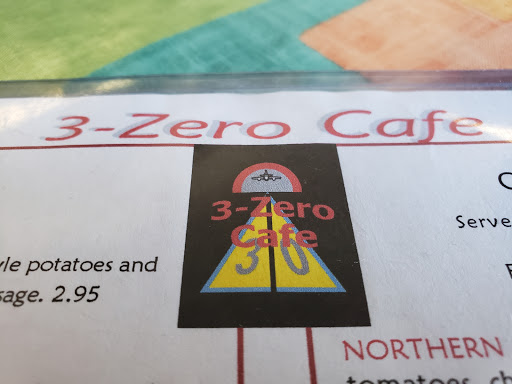 3-Zero Cafe
3-Zero
Cafe
30
Serve
yle potatoes and
sage. 2.95
NORTHERN